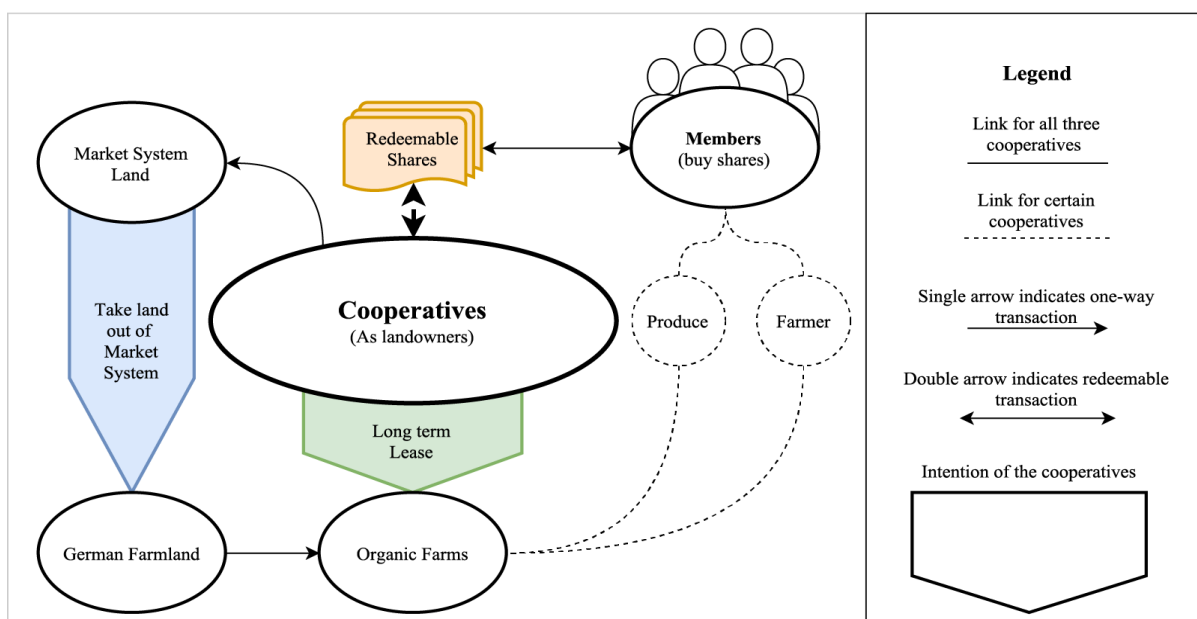 Market System
Land
Redeemable
Shares
Members
(buy shares)
Cooperatives
(As landowners)
Produce
Farmer
Take land
out of
Market
System
Long term
Lease
German Farmland
Organic Farms
Legend
Link for all three
cooperatives
Link for certain
cooperatives
Single arrow indicates one-way
transaction
Double arrow indicates redeemable
transaction
Intention of the cooperatives